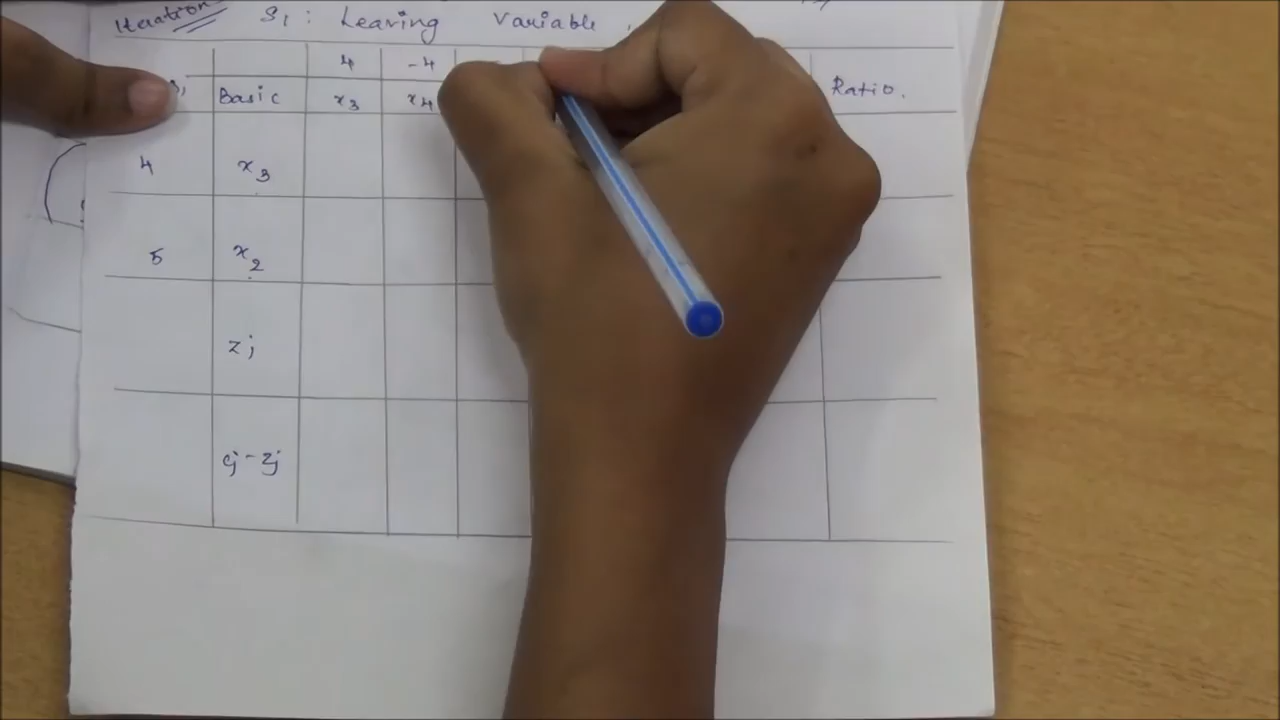 Iteration S1 : Leaving Variable
4 -4
Basic x3 x4 Ratio.
4 x3
5 x2
zj
cj - zj